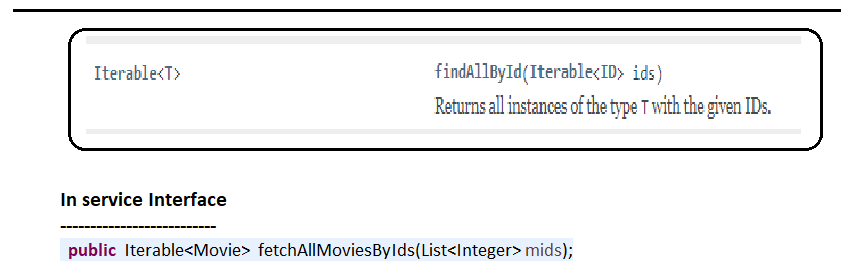 Iterable<T> findAllById(Iterable<ID> ids)
Returns all instances of the type T with the given IDs.
In service Interface
--------------------------
public Iterable<Movie> fetchAllMoviesByIds(List<Integer> mids);